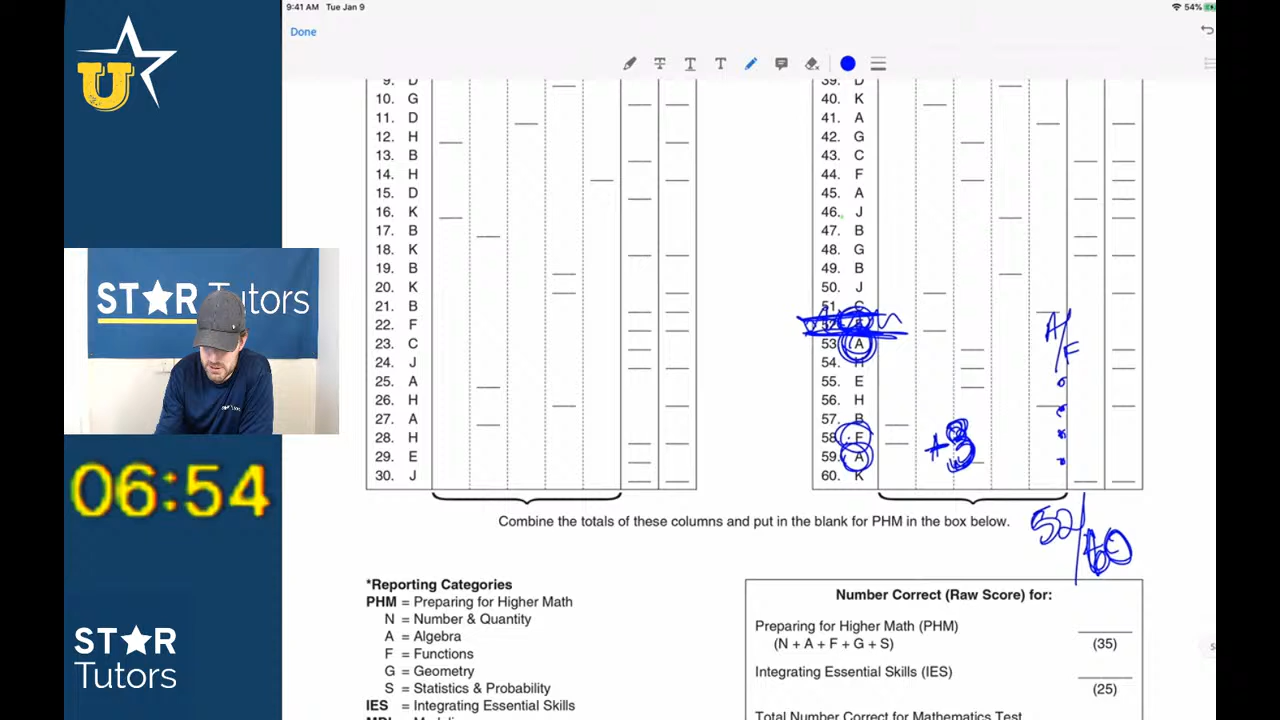 9:41 AM Tue Jan 9
54%
Done
U
T T T
9. D
10. G
11. D
12. H
13. B
14. H
15. D
16. K
17. B
18. K
19. B
20. K
21. B
22. F
23. C
24. J
25. A
26. H
27. A
28. H
29. E
30. J
39. D
40. K
41. A
42. G
43. C
44. F
45. A
46. J
47. B
48. G
49. B
50. J
51.
53. A
54. H
55. E
56. H
57. B
58. F
59. A
60. K
A/F
+3
52/60
STAR Tutors
06:54
STAR
Tutors
Combine the totals of these columns and put in the blank for PHM in the box below.
*Reporting Categories
PHM = Preparing for Higher Math
N = Number & Quantity
A = Algebra
F = Functions
G = Geometry
S = Statistics & Probability
IES = Integrating Essential Skills
Number Correct (Raw Score) for:
Preparing for Higher Math (PHM)
(N + A + F + G + S)
(35)
Integrating Essential Skills (IES)
(25)
Total Number Correct for Mathematics Test